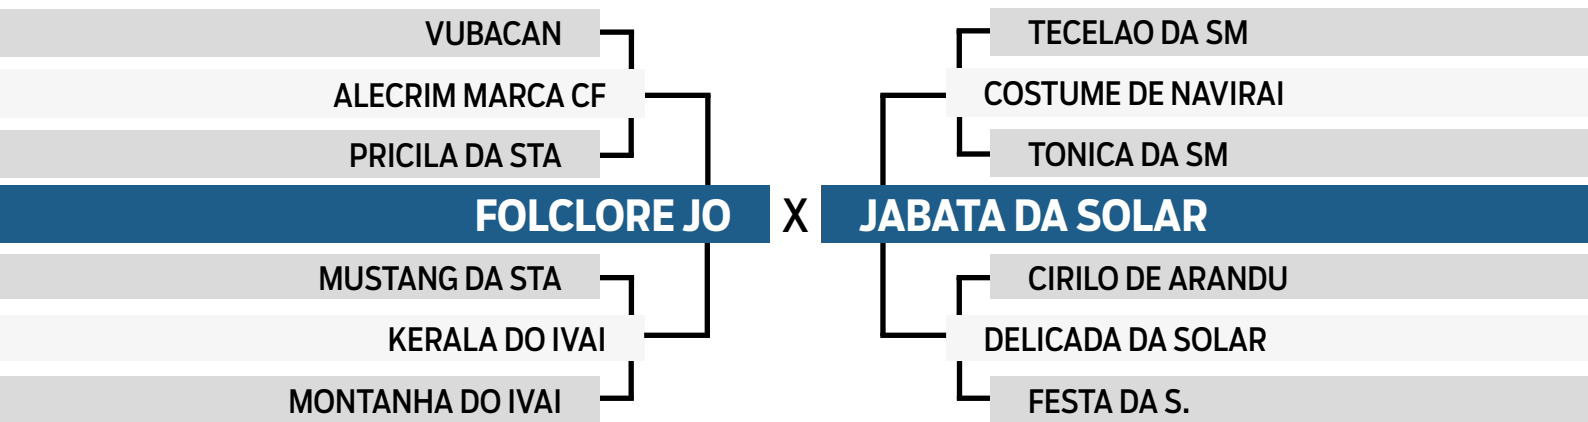 VUBACAN
TECELAO DA SM
ALECRIM MARCA CF
COSTUME DE NAVIRAI
PRICILA DA STA
TONICA DA SM
FOLCLORE JO X JABATA DA SOLAR
MUSTANG DA STA
CIRILO DE ARANDU
KERALA DO IVAI
DELICADA DA SOLAR
MONTANHA DO IVAI
FESTA DA S.